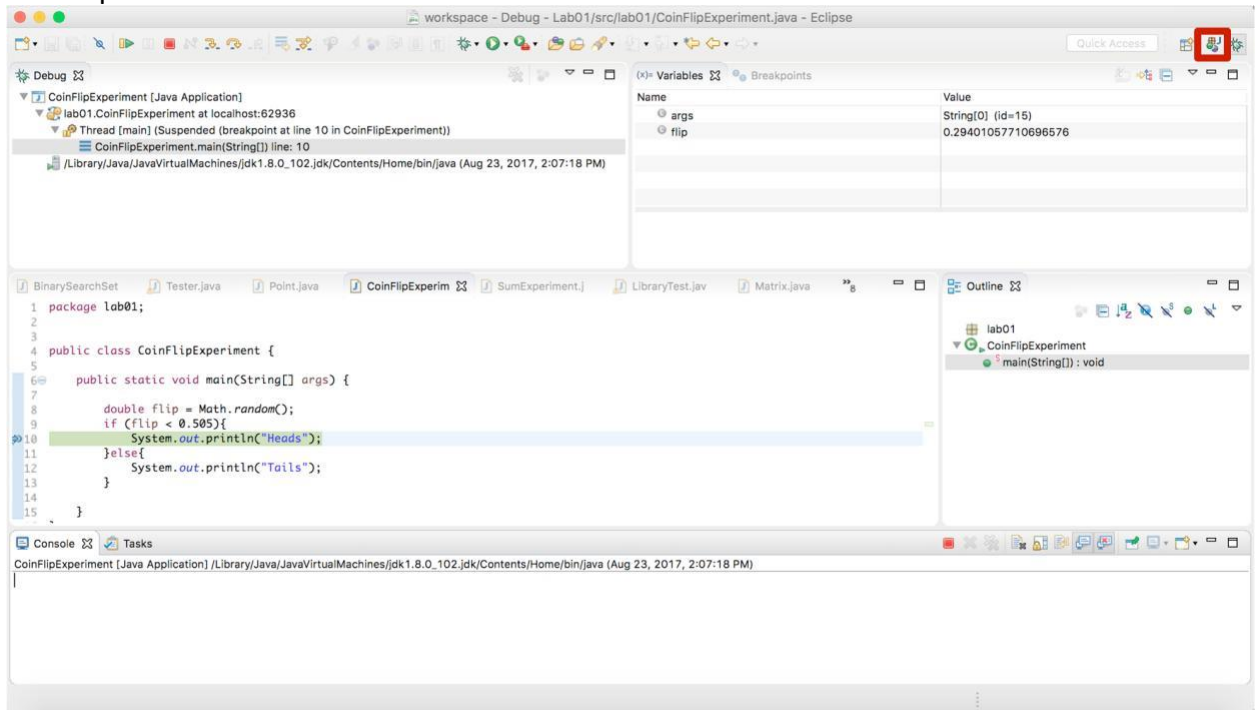 workspace - Debug - Lab01/src/lab01/CoinFlipExperiment.java - Eclipse
Quick Access
Debug
CoinFlipExperiment [Java Application]
lab01.CoinFlipExperiment at localhost:62936
Thread [main] (Suspended (breakpoint at line 10 in CoinFlipExperiment))
CoinFlipExperiment.main(String[]) line: 10
/Library/Java/JavaVirtualMachines/jdk1.8.0_102.jdk/Contents/Home/bin/java (Aug 23, 2017, 2:07:18 PM)
(x)= Variables Breakpoints
Name Value
args String[0] (id=15)
flip 0.29401057710696576
BinarySearchSet Tester.java Point.java CoinFlipExperim SumExperiment.j LibraryTest.jav Matrix.java »8
1 package lab01;
2
3
4 public class CoinFlipExperiment {
5
6 public static void main(String[] args) {
7
8 double flip = Math.random();
9 if (flip < 0.505){
10 System.out.println("Heads");
11 }else{
12 System.out.println("Tails");
13 }
14
15 }
Outline
lab01
CoinFlipExperiment
main(String[]) : void
Console Tasks
CoinFlipExperiment [Java Application] /Library/Java/JavaVirtualMachines/jdk1.8.0_102.jdk/Contents/Home/bin/java (Aug 23, 2017, 2:07:18 PM)